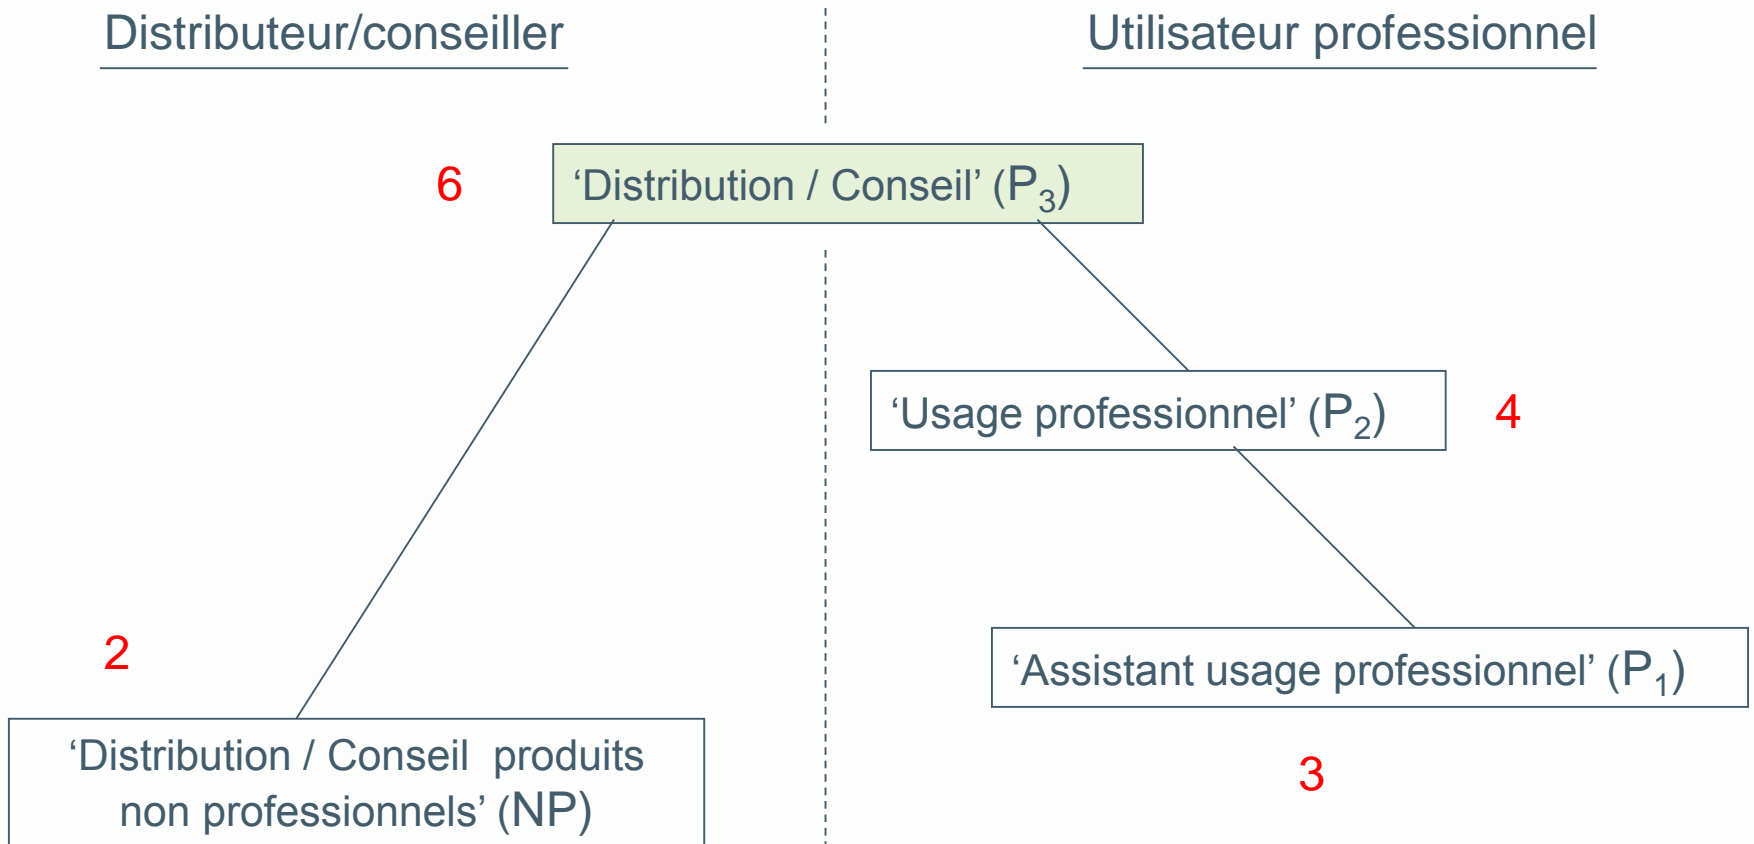 Distributeur/conseiller
Utilisateur professionnel
6
‘Distribution / Conseil’ (P3)
‘Usage professionnel’ (P2)
4
2
‘Assistant usage professionnel’ (P1)
‘Distribution / Conseil produits
non professionnels’ (NP)
3